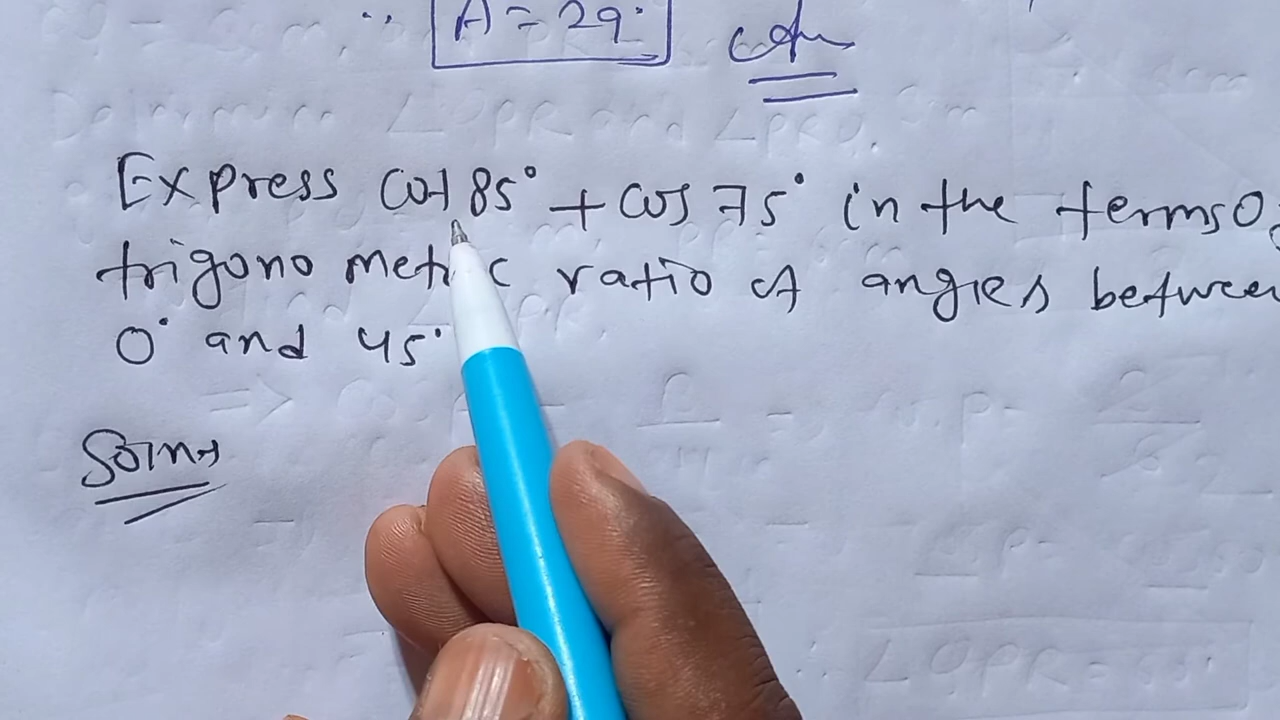 ∴ A = 29°
Ans
Express cot 85° + cos 75° in the terms of
trigonometric ratio of angles between
0° and 45°
Soln→